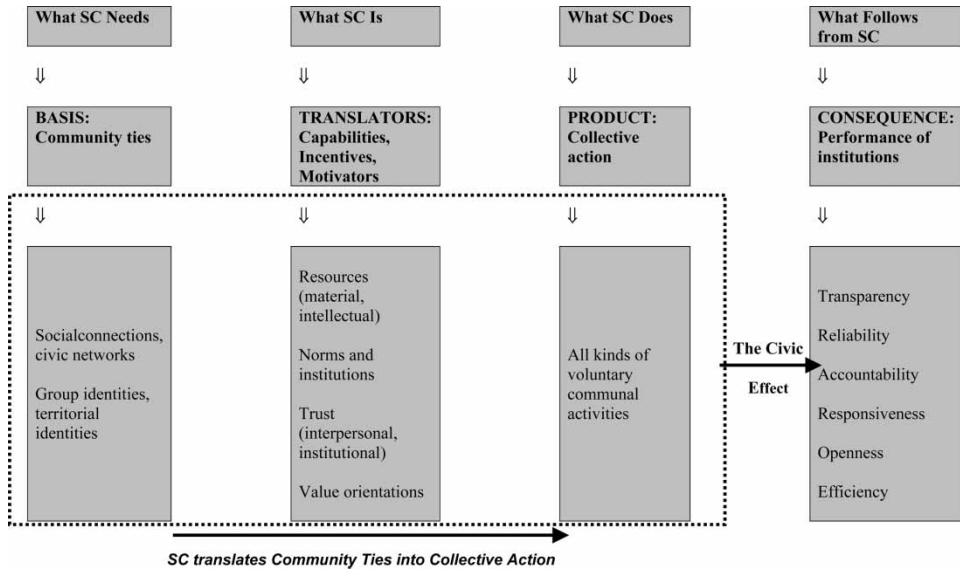 What SC Needs
What SC Is
What SC Does
What Follows
from SC
⇓
⇓
⇓
⇓
BASIS:
Community ties
TRANSLATORS:
Capabilities,
Incentives,
Motivators
PRODUCT:
Collective
action
CONSEQUENCE:
Performance of
institutions
⇓
⇓
⇓
⇓
Socialconnections,
civic networks
Group identities,
territorial
identities
Resources
(material,
intellectual)
Norms and
institutions
Trust
(interpersonal,
institutional)
Value orientations
All kinds of
voluntary
communal
activities
The Civic
Effect
Transparency
Reliability
Accountability
Responsiveness
Openness
Efficiency
SC translates Community Ties into Collective Action